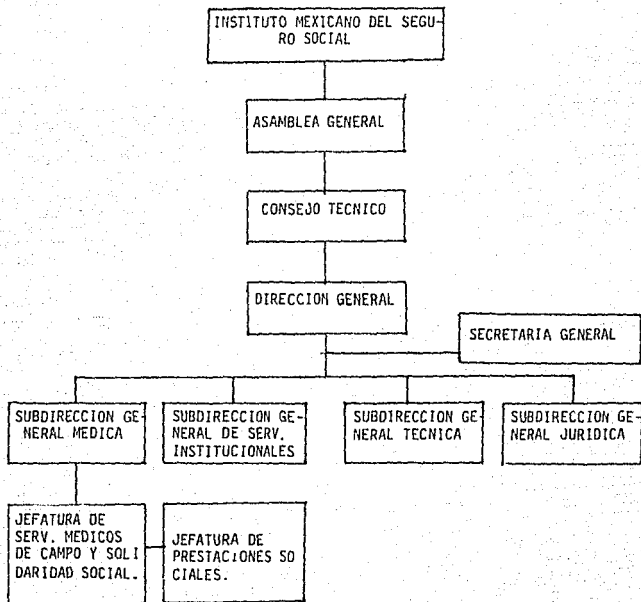 INSTITUTO MEXICANO DEL SEGU-
RO SOCIAL
ASAMBLEA GENERAL
CONSEJO TECNICO
DIRECCION GENERAL
SECRETARIA GENERAL
SUBDIRECCION GE-
NERAL MEDICA
SUBDIRECCION GE-
NERAL DE SERV.
INSTITUCIONALES
SUBDIRECCION GE-
NERAL TECNICA
SUBDIRECCION GE-
NERAL JURIDICA
JEFATURA DE
SERV. MEDICOS
DE CAMPO Y SOLI
DARIDAD SOCIAL.
JEFATURA DE
PRESTACIONES SO
CIALES.